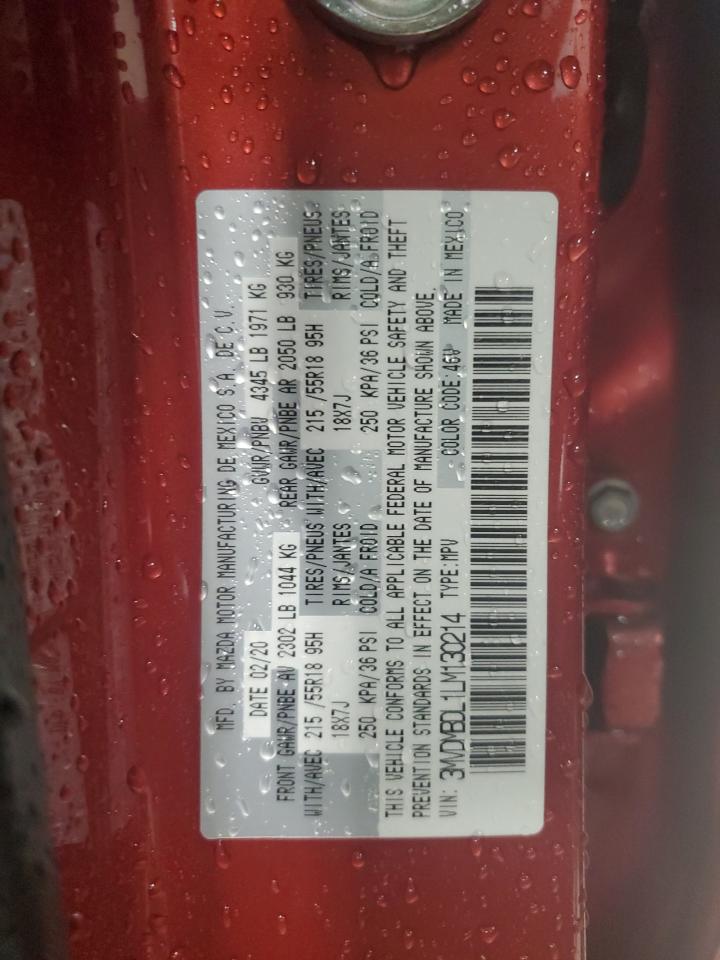 MFD. BY MAZDA MOTOR MANUFACTURING DE MEXICO S.A. DE C.V.
DATE 02/20 GVWR/PNBV 4345 LB 1971 KG
FRONT GAWR/PNBE AV 2302 LB 1044 KG REAR GAWR/PNBE AR 2050 LB 930 KG
WITH/AVEC 215 /55R18 95H TIRES/PNEUS WITH/AVEC 215 /55R18 95H TIRES/PNEUS
18X7J RIMS/JANTES 18X7J RIMS/JANTES
250 KPA/36 PSI COLD/A FROID 250 KPA/36 PSI COLD/A FROID
THIS VEHICLE CONFORMS TO ALL APPLICABLE FEDERAL MOTOR VEHICLE SAFETY AND THEFT
PREVENTION STANDARDS IN EFFECT ON THE DATE OF MANUFACTURE SHOWN ABOVE.
VIN: 3MVDMBDL1LM130214 TYPE:MPV COLOR CODE:46V MADE IN MEXICO